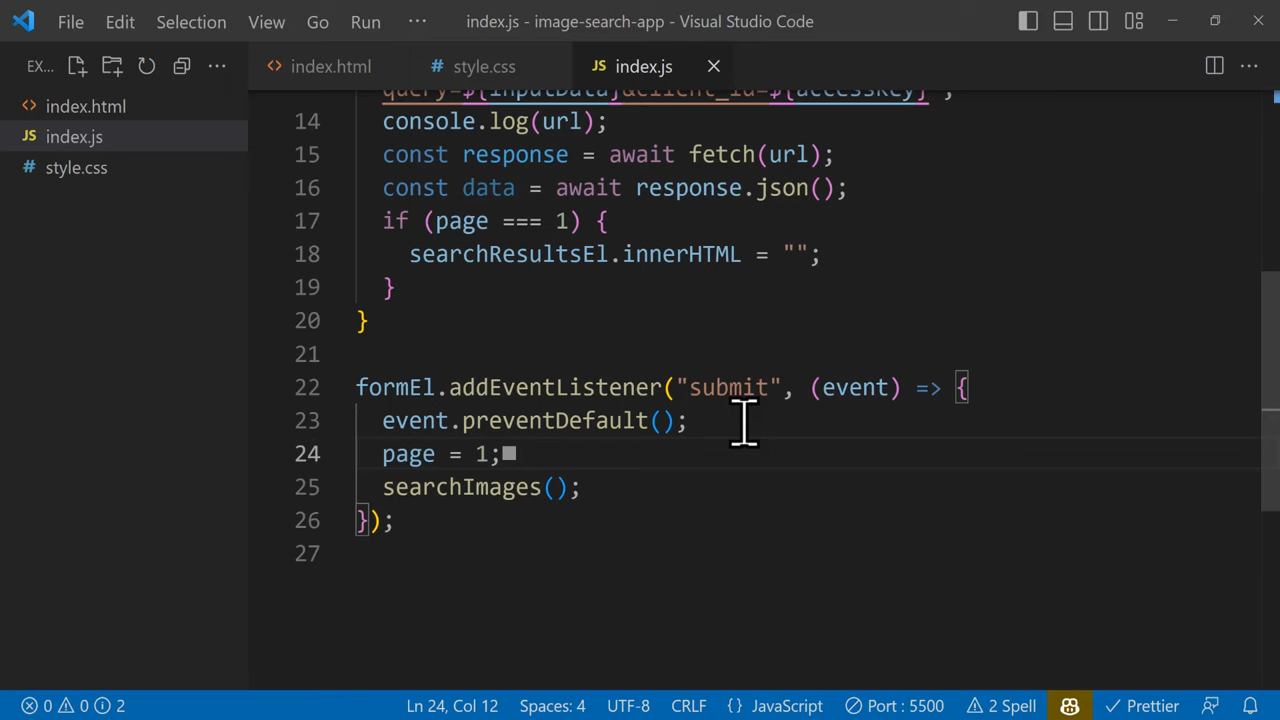 File Edit Selection View Go Run ··· index.js - image-search-app - Visual Studio Code
EX... ···
index.html style.css JS index.js
index.html
JS index.js
# style.css
query=${inputData}&client_id=${accessKey}`;
14 console.log(url);
15 const response = await fetch(url);
16 const data = await response.json();
17 if (page === 1) {
18 searchResultsEl.innerHTML = "";
19 }
20 }
21
22 formEl.addEventListener("submit", (event) => {
23 event.preventDefault();
24 page = 1;
25 searchImages();
26 });
27
0 0 2 Ln 24, Col 12 Spaces: 4 UTF-8 CRLF {} JavaScript Port : 5500 2 Spell Prettier